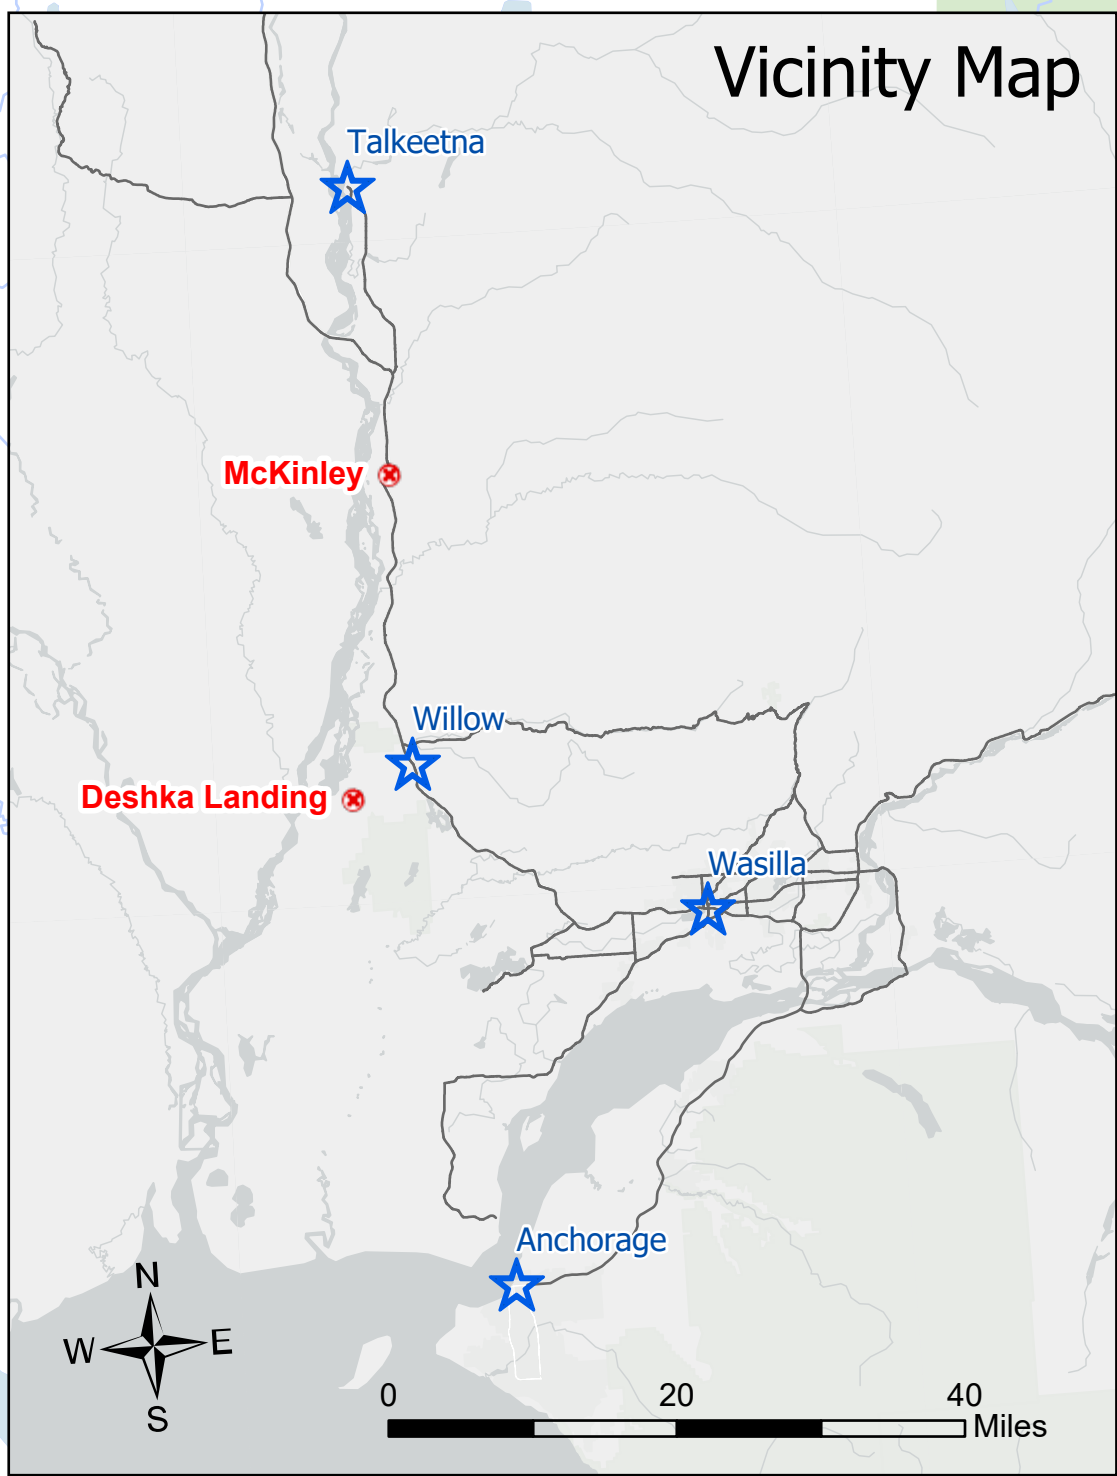 Vicinity Map
Talkeetna
McKinley
Willow
Deshka Landing
Wasilla
Anchorage
N
W E
S
0 20 40
Miles